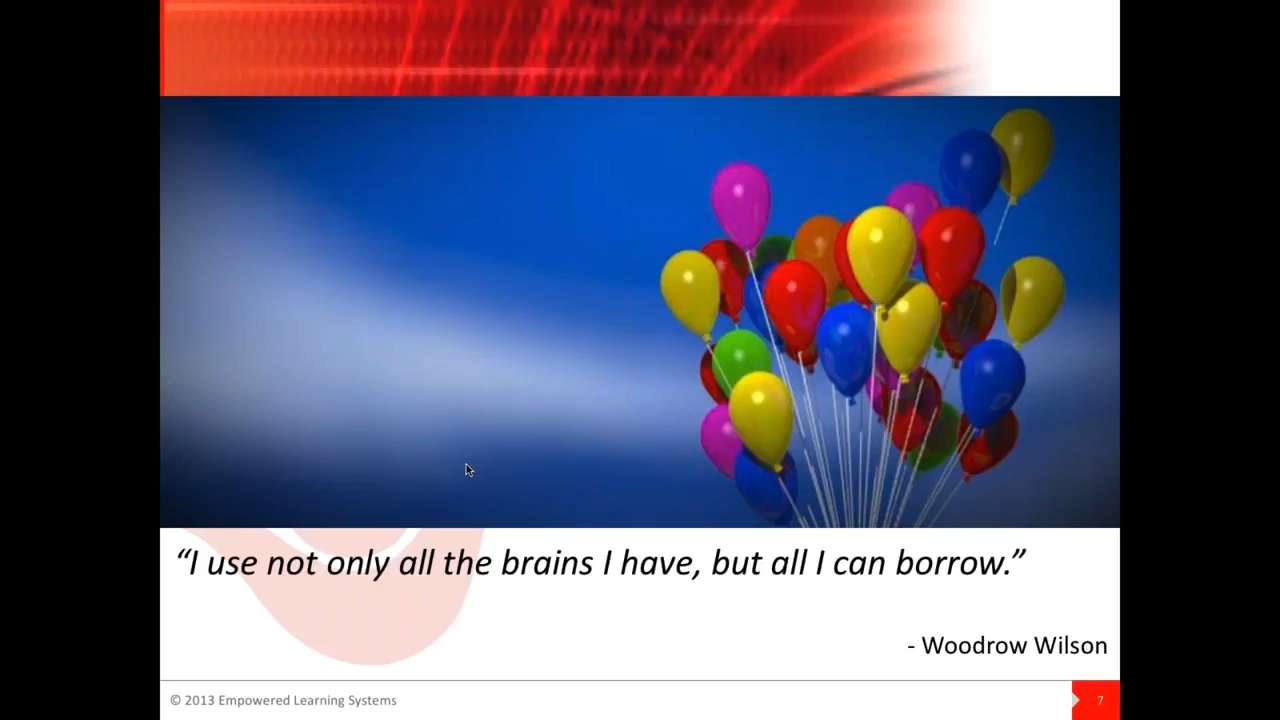 “I use not only all the brains I have, but all I can borrow.”
- Woodrow Wilson
© 2013 Empowered Learning Systems
7